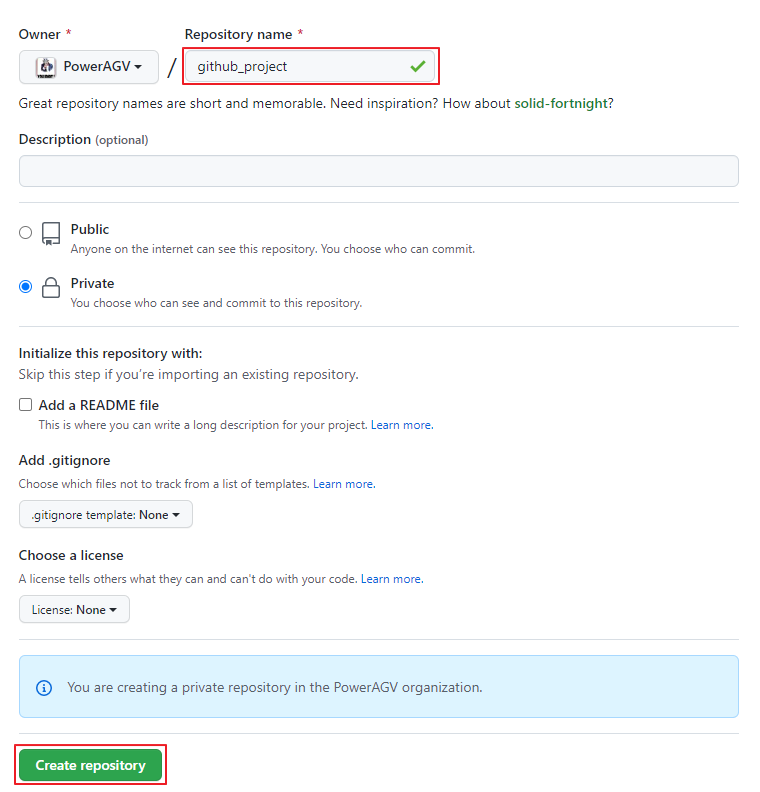 Owner *
Repository name *
PowerAGV
/
github_project
Great repository names are short and memorable. Need inspiration? How about solid-fortnight?
Description (optional)
Public
Anyone on the internet can see this repository. You choose who can commit.
Private
You choose who can see and commit to this repository.
Initialize this repository with:
Skip this step if you're importing an existing repository.
Add a README file
This is where you can write a long description for your project. Learn more.
Add .gitignore
Choose which files not to track from a list of templates. Learn more.
.gitignore template: None
Choose a license
A license tells others what they can and can't do with your code. Learn more.
License: None
You are creating a private repository in the PowerAGV organization.
Create repository